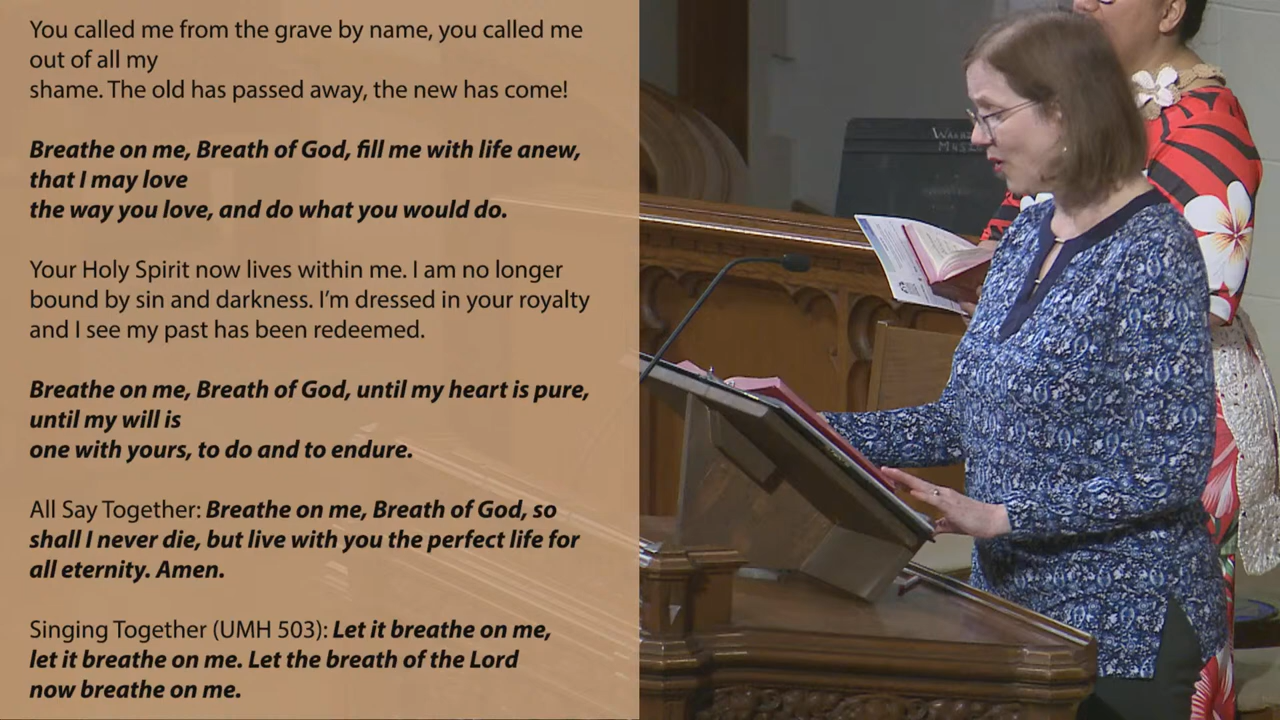 You called me from the grave by name, you called me
out of all my
shame. The old has passed away, the new has come!
Breathe on me, Breath of God, fill me with life anew,
that I may love
the way you love, and do what you would do.
Your Holy Spirit now lives within me. I am no longer
bound by sin and darkness. I’m dressed in your royalty
and I see my past has been redeemed.
Breathe on me, Breath of God, until my heart is pure,
until my will is
one with yours, to do and to endure.
All Say Together: Breathe on me, Breath of God, so
shall I never die, but live with you the perfect life for
all eternity. Amen.
Singing Together (UMH 503): Let it breathe on me,
let it breathe on me. Let the breath of the Lord
now breathe on me.